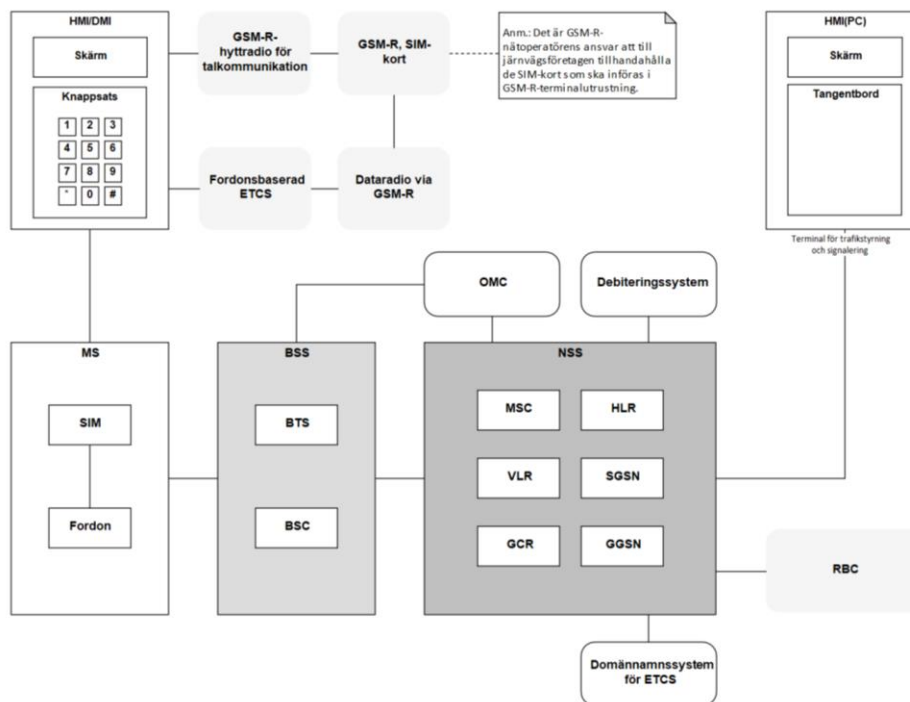 HMI/DMI
Skärm
Knappsats
1 2 3
4 5 6
7 8 9
* 0 #
GSM-R-
hyttradio för
talkommunikation
GSM-R, SIM-
kort
Anm.: Det är GSM-R-
nätoperatörens ansvar att till
järnvägsföretagen tillhandahålla
de SIM-kort som ska införas i
GSM-R-terminalutrustning.
Fordonsbaserad
ETCS
Dataradio via
GSM-R
HMI(PC)
Skärm
Tangentbord
Terminal för trafikstyrning
och signalering
OMC
Debiteringssystem
MS
SIM
Fordon
BSS
BTS
BSC
NSS
MSC
HLR
VLR
SGSN
GCR
GGSN
RBC
Domännamnssystem
för ETCS